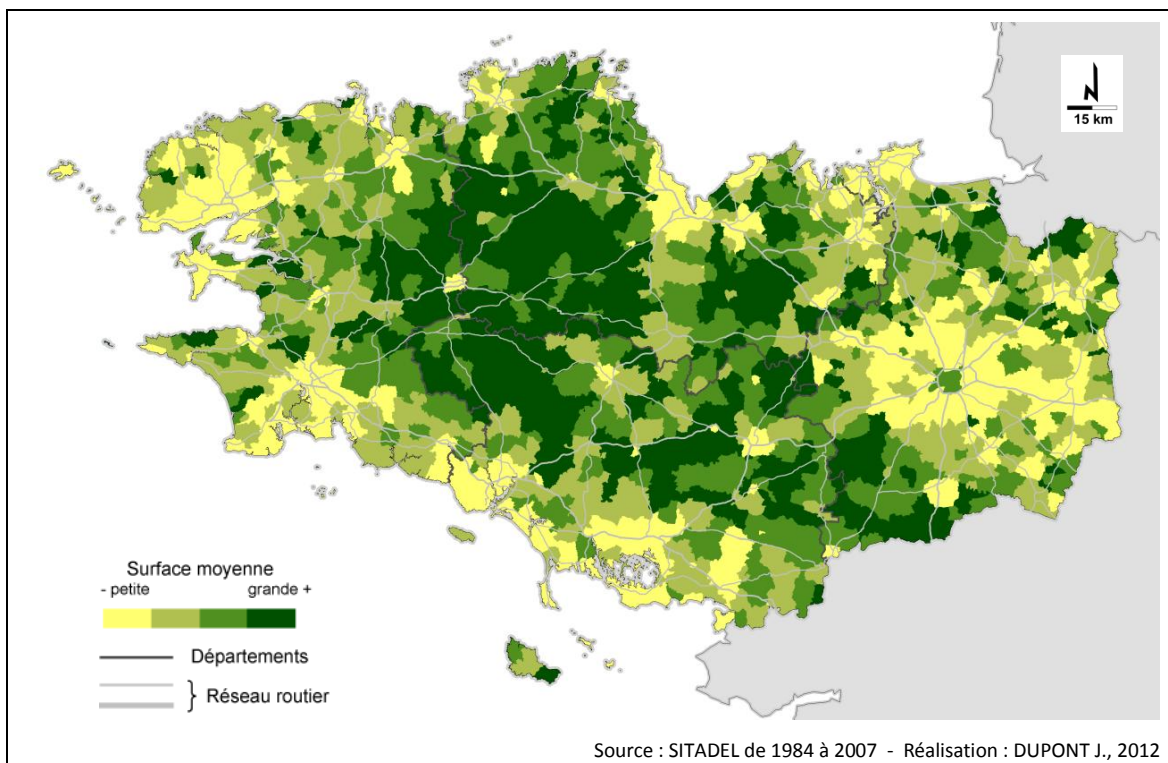 N
15 km
Surface moyenne
- petite grande +
Départements
} Réseau routier
Source : SITADEL de 1984 à 2007 - Réalisation : DUPONT J., 2012